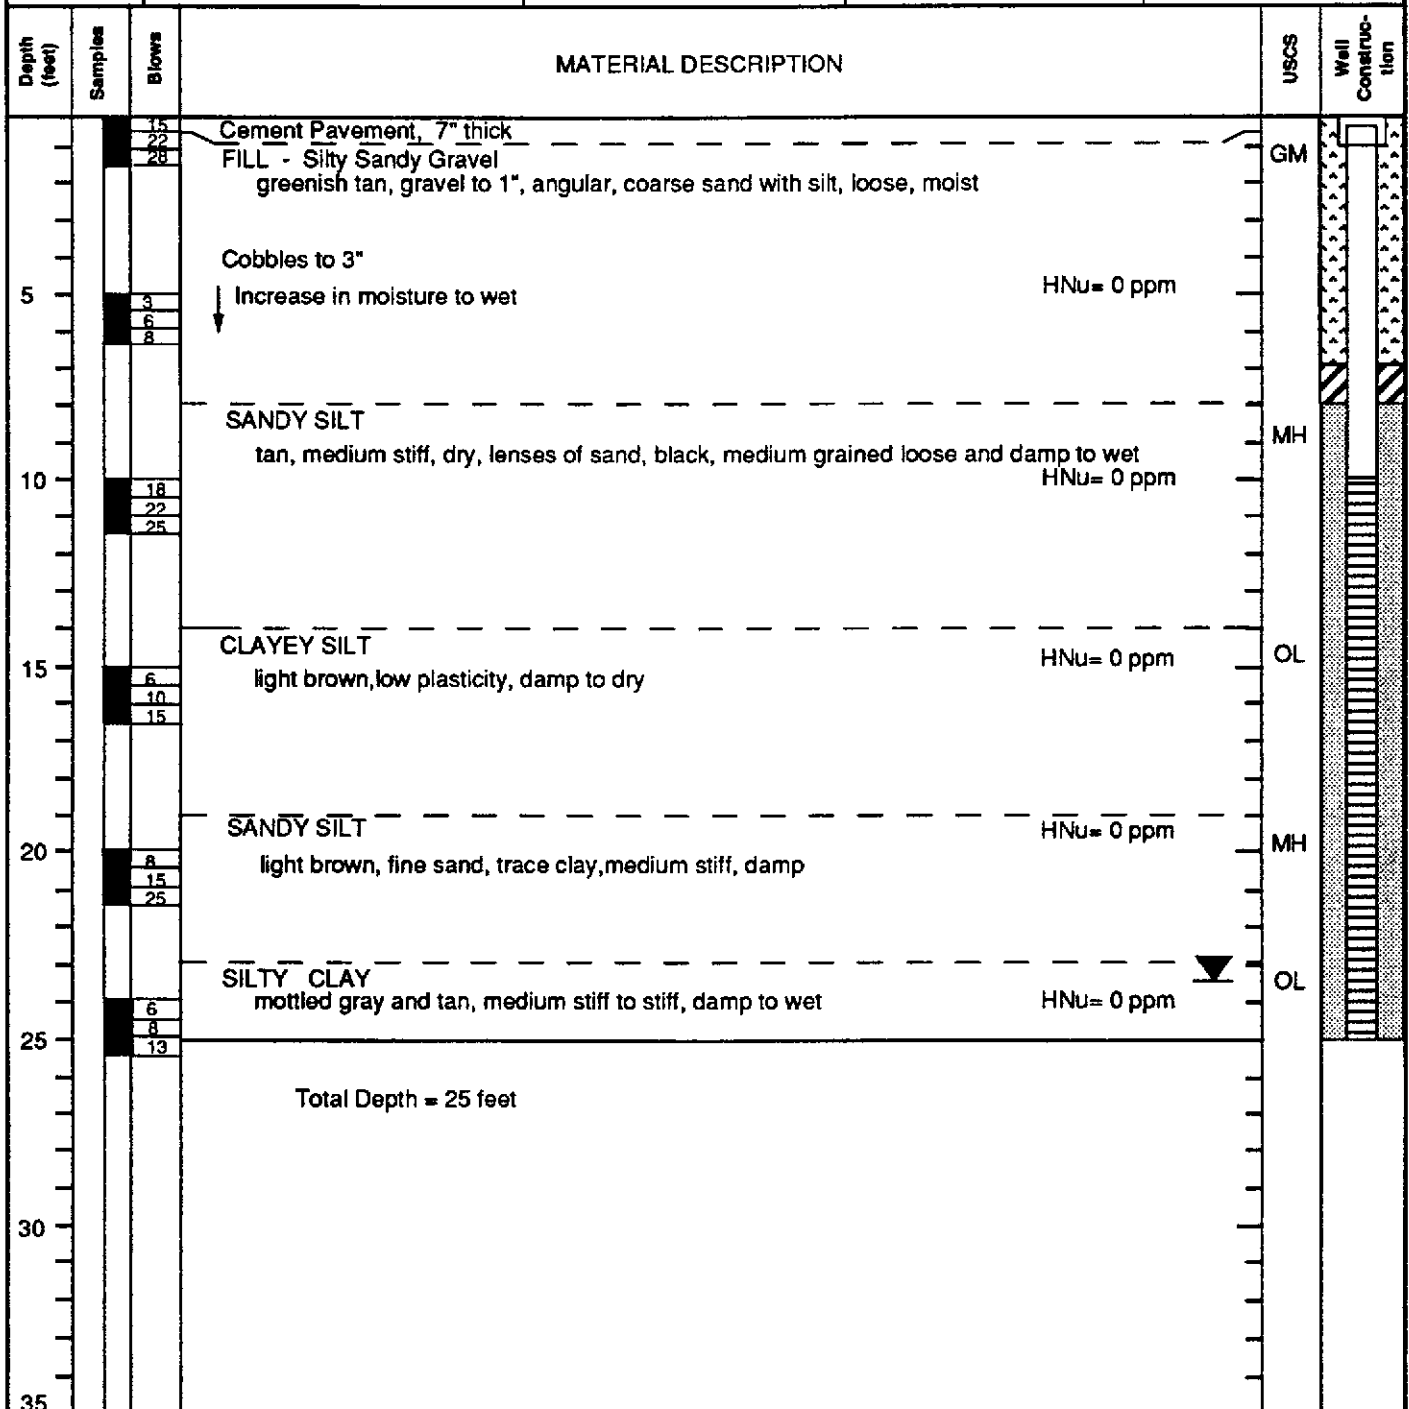 Depth (feet) Samples Blows MATERIAL DESCRIPTION USCS Well Construc- tion
15 Cement Pavement, 7" thick
22
28 FILL - Silty Sandy Gravel GM
greenish tan, gravel to 1", angular, coarse sand with silt, loose, moist
Cobbles to 3"
5 3 Increase in moisture to wet HNu= 0 ppm
6
8
SANDY SILT MH
tan, medium stiff, dry, lenses of sand, black, medium grained loose and damp to wet
10 18 HNu= 0 ppm
22
25
CLAYEY SILT HNu= 0 ppm OL
15 6 light brown,low plasticity, damp to dry
10
15
SANDY SILT HNu= 0 ppm MH
20 8 light brown, fine sand, trace clay,medium stiff, damp
15
25
SILTY CLAY OL
6 mottled gray and tan, medium stiff to stiff, damp to wet HNu= 0 ppm
8
25 13
Total Depth = 25 feet
30
35